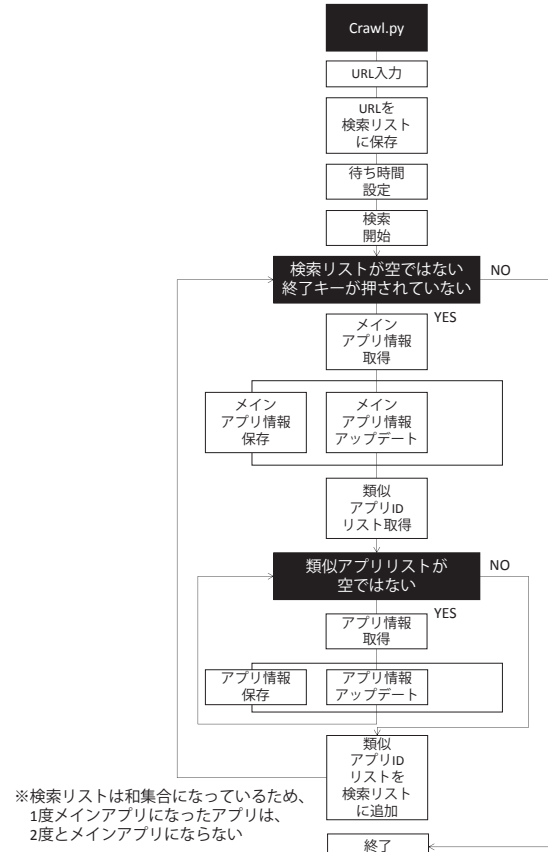 Crawl.py
URL入力
URLを
検索リスト
に保存
待ち時間
設定
検索
開始
検索リストが空ではない
終了キーが押されていない
NO
YES
メイン
アプリ情報
取得
メイン
アプリ情報
保存
メイン
アプリ情報
アップデート
類似
アプリID
リスト取得
類似アプリリストが
空ではない
NO
YES
アプリ情報
取得
アプリ情報
保存
アプリ情報
アップデート
類似
アプリID
リストを
検索リスト
に追加
※検索リストは和集合になっているため、
1度メインアプリになったアプリは、
2度とメインアプリにならない
終了